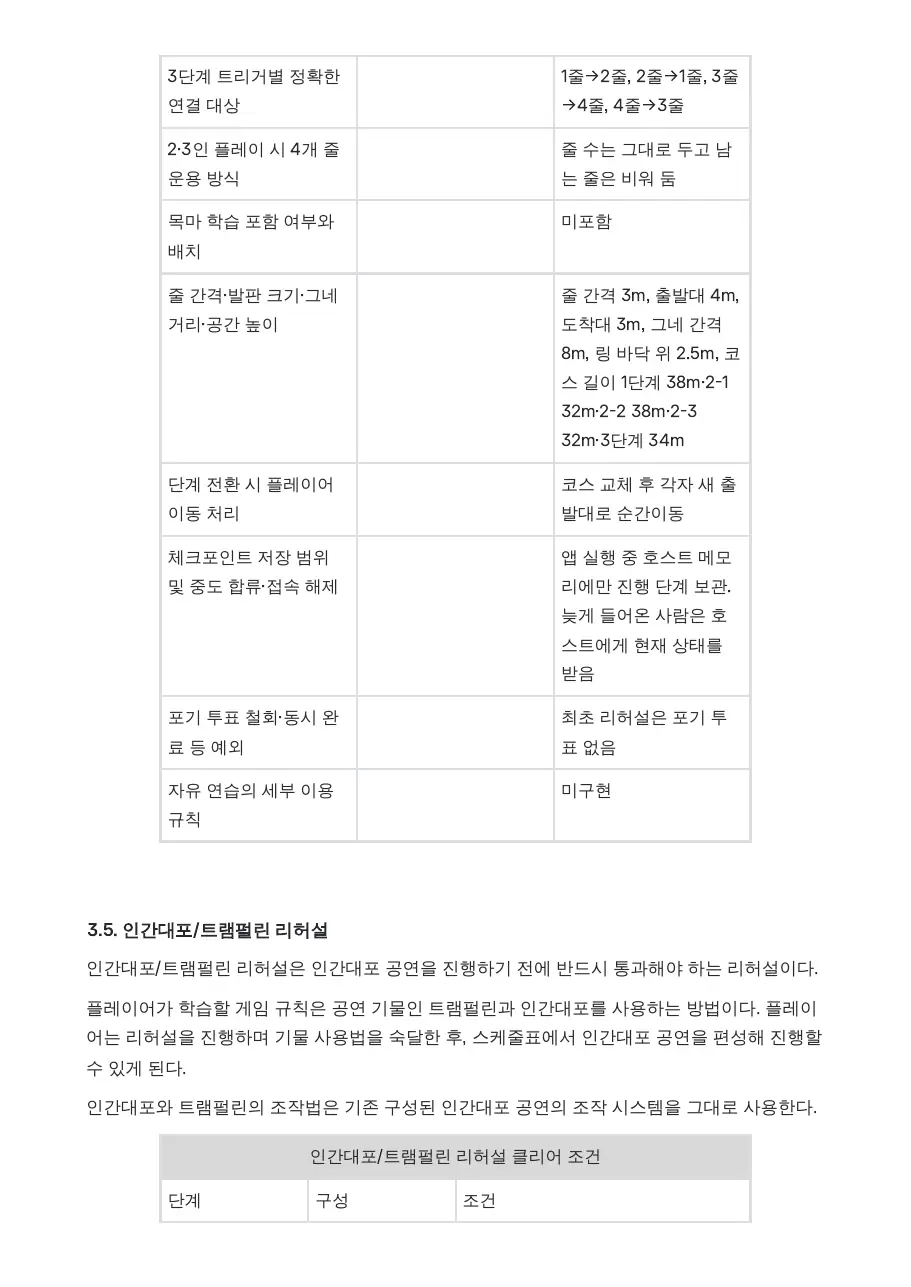 3단계 트리거별 정확한
연결 대상
1줄→2줄, 2줄→1줄, 3줄
→4줄, 4줄→3줄
2·3인 플레이 시 4개 줄
운용 방식
줄 수는 그대로 두고 남
는 줄은 비워 둠
목마 학습 포함 여부와
배치
미포함
줄 간격·발판 크기·그네
거리·공간 높이
줄 간격 3m, 출발대 4m,
도착대 3m, 그네 간격
8m, 링 바닥 위 2.5m, 코
스 길이 1단계 38m·2-1
32m·2-2 38m·2-3
32m·3단계 34m
단계 전환 시 플레이어
이동 처리
코스 교체 후 각자 새 출
발대로 순간이동
체크포인트 저장 범위
및 중도 합류·접속 해제
앱 실행 중 호스트 메모
리에만 진행 단계 보관.
늦게 들어온 사람은 호
스트에게 현재 상태를
받음
포기 투표 철회·동시 완
료 등 예외
최초 리허설은 포기 투
표 없음
자유 연습의 세부 이용
규칙
미구현
3.5. 인간대포/트램펄린 리허설
인간대포/트램펄린 리허설은 인간대포 공연을 진행하기 전에 반드시 통과해야 하는 리허설이다.
플레이어가 학습할 게임 규칙은 공연 기물인 트램펄린과 인간대포를 사용하는 방법이다. 플레이
어는 리허설을 진행하며 기물 사용법을 숙달한 후, 스케줄표에서 인간대포 공연을 편성해 진행할
수 있게 된다.
인간대포와 트램펄린의 조작법은 기존 구성된 인간대포 공연의 조작 시스템을 그대로 사용한다.
인간대포/트램펄린 리허설 클리어 조건
단계
구성
조건